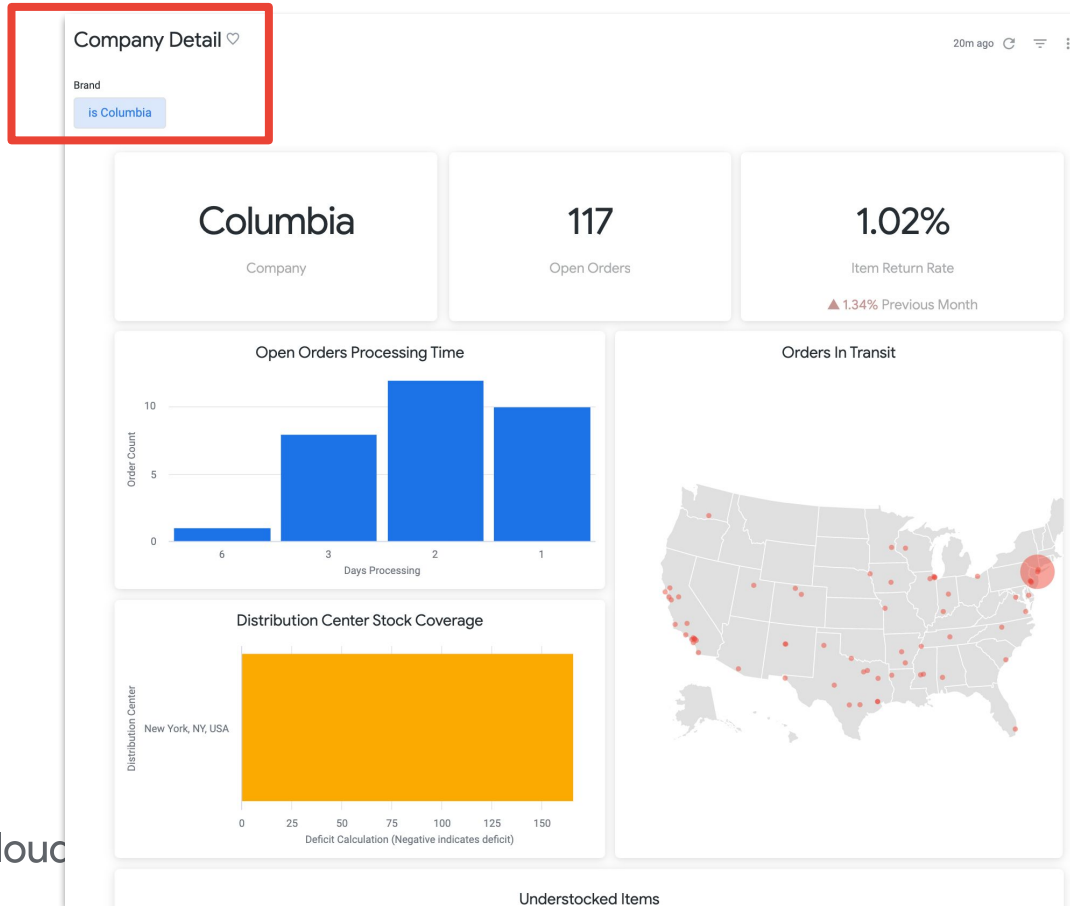 Company Detail
20m ago
Brand
is Columbia
Columbia
Company
117
Open Orders
1.02%
Item Return Rate
▲ 1.34% Previous Month
Open Orders Processing Time
Order Count
10
5
0
6 3 2 1
Days Processing
Orders In Transit
Distribution Center Stock Coverage
Distribution Center
New York, NY, USA
0 25 50 75 100 125 150
Deficit Calculation (Negative indicates deficit)
Understocked Items